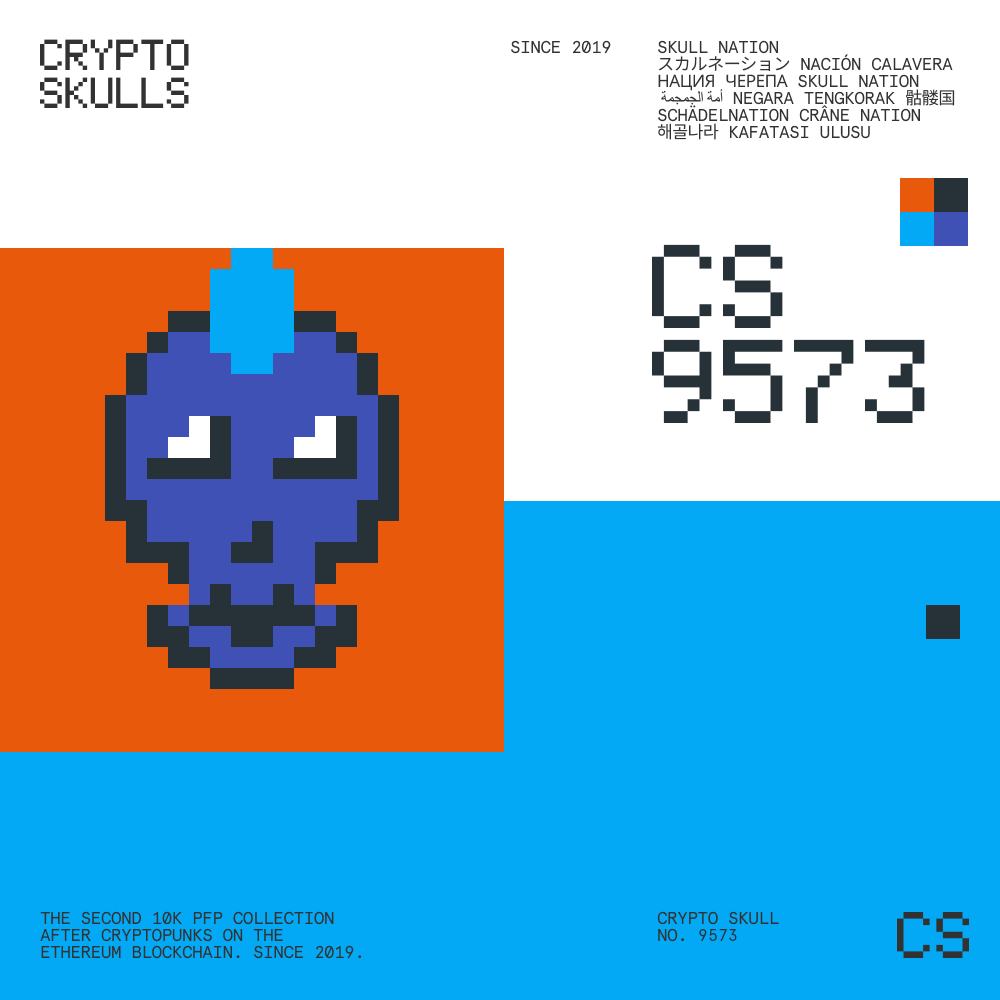 CRYPTO
SKULLS
SINCE 2019
SKULL NATION
スカルネーション NACIÓN CALAVERA
НАЦИЯ ЧЕРЕПА SKULL NATION
أمة الجمجمة NEGARA TENGKORAK 骷髅国
SCHÄDELNATION CRÂNE NATION
해골나라 KAFATASI ULUSU
CS
9573
THE SECOND 10K PFP COLLECTION
AFTER CRYPTOPUNKS ON THE
ETHEREUM BLOCKCHAIN. SINCE 2019.
CRYPTO SKULL
NO. 9573
CS